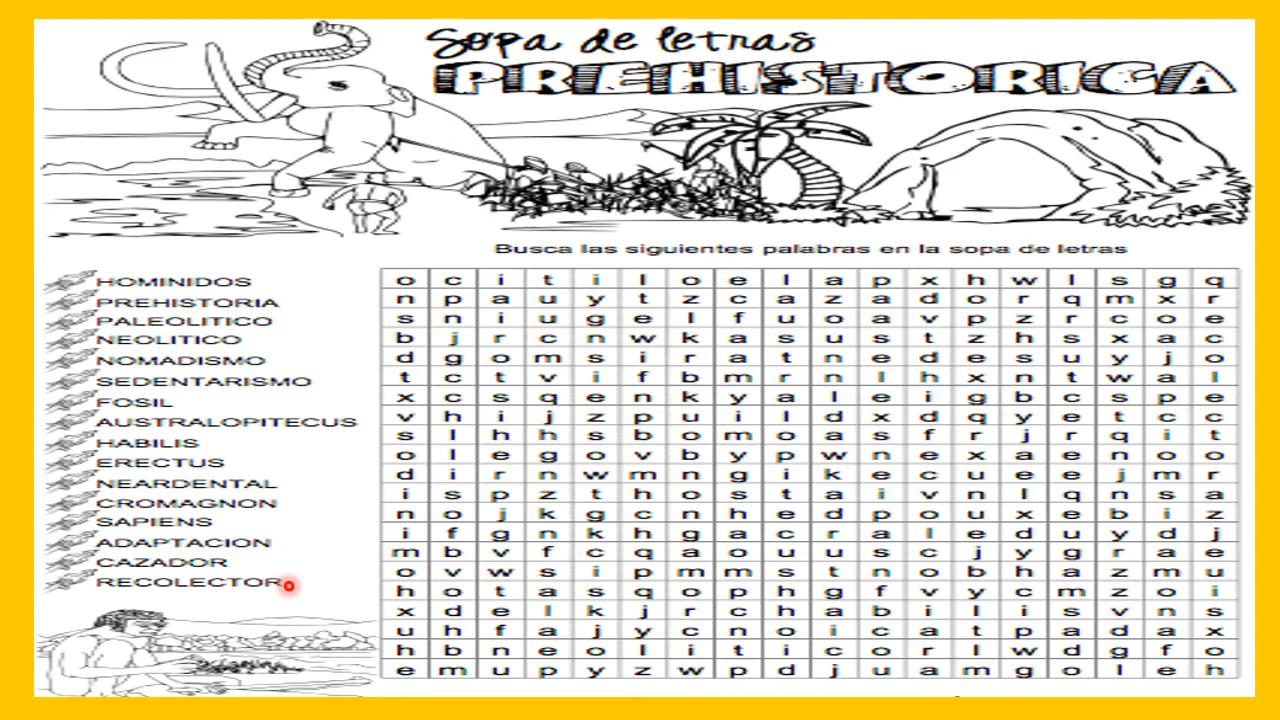 Sopa de letras
PREHISTORICA
Busca las siguientes palabras en la sopa de letras
HOMINIDOS
PREHISTORIA
PALEOLITICO
NEOLITICO
NOMADISMO
SEDENTARISMO
FOSIL
AUSTRALOPITECUS
HABILIS
ERECTUS
NEARDENTAL
CROMAGNON
SAPIENS
ADAPTACION
CAZADOR
RECOLECTOR
o c i t i l o e l a p x h w l s g q
n p a u y t z c a z a d o r q m x r
s n i u g e l f u o a v p z r c o e
b j r c n w k a s u s t z h s x a c
d g o m s i r a t n e d e s u y j o
t c t v i f b m r n l h x n t w a l
x c s q e n k y a l e i g b c s p e
v h i j z p u i l d x d q y e t c c
s l h h s b o m o a s f r j r q i t
o l e g o v b y p w n e x a e n o o
d i r n w m n g i k e c u e e j m r
i s p z t h o s t a i v n l q n s a
n o j k g c n h e d p o u x e b i z
i f g n k h g a c r a l e d u y d j
m b v f c q a o u u s c j y g r a e
o v w s i p m m s t n o b h a z m u
h o t a s q o p h g f v y c m z o i
x d e l k j r c h a b i l i s v n s
u h f a j y c n o i c a t p a d a x
h b n e o l i t i c o r l w d g f o
e m u p y z w p d j u a m g o l e h